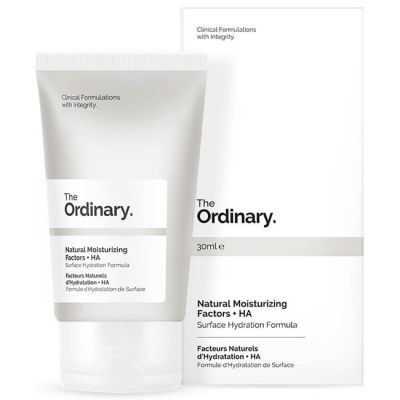 Clinical Formulations
with Integrity.
The
Ordinary.
Natural Moisturizing
Factors + HA
Surface Hydration Formula
Facteurs Naturels
d'Hydratation + HA
Formule d'Hydratation de Surface
Clinical Formulations
with Integrity.
The
Ordinary.
30ml e
Natural Moisturizing
Factors + HA
Surface Hydration Formula
Facteurs Naturels
d'Hydratation + HA
Formule d'Hydratation de Surface